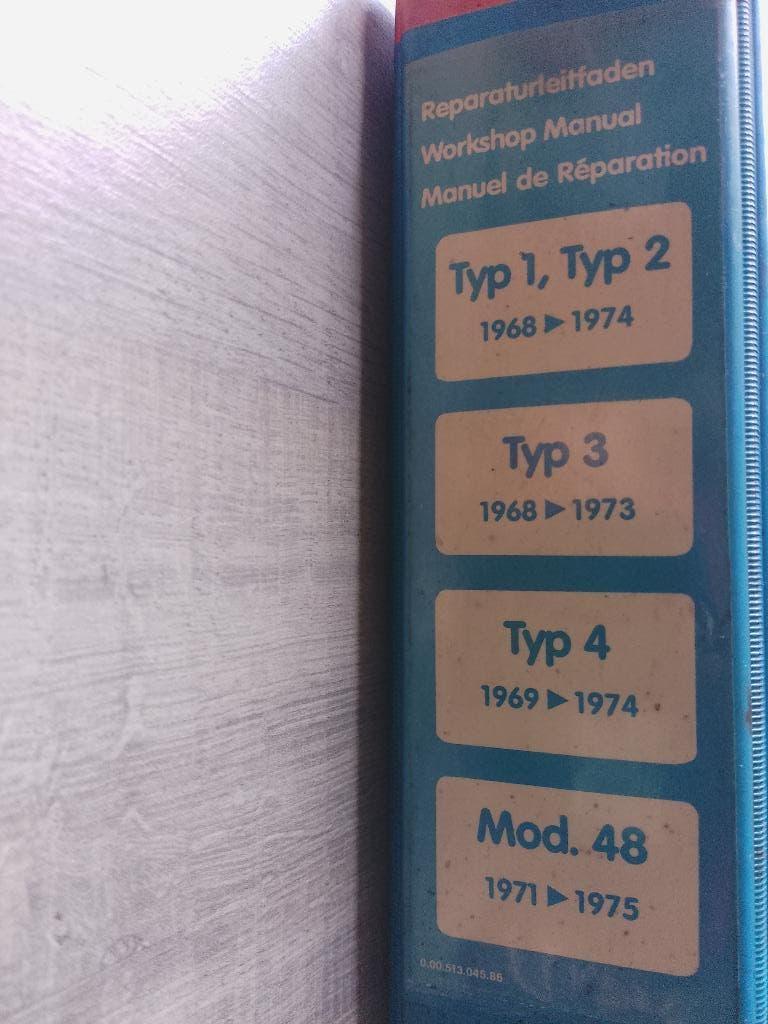 Reparaturleitfaden
Workshop Manual
Manuel de Réparation
Typ 1, Typ 2
1968 ▶ 1974
Typ 3
1968 ▶ 1973
Typ 4
1969 ▶ 1974
Mod. 48
1971 ▶ 1975
0.00.513.045.86